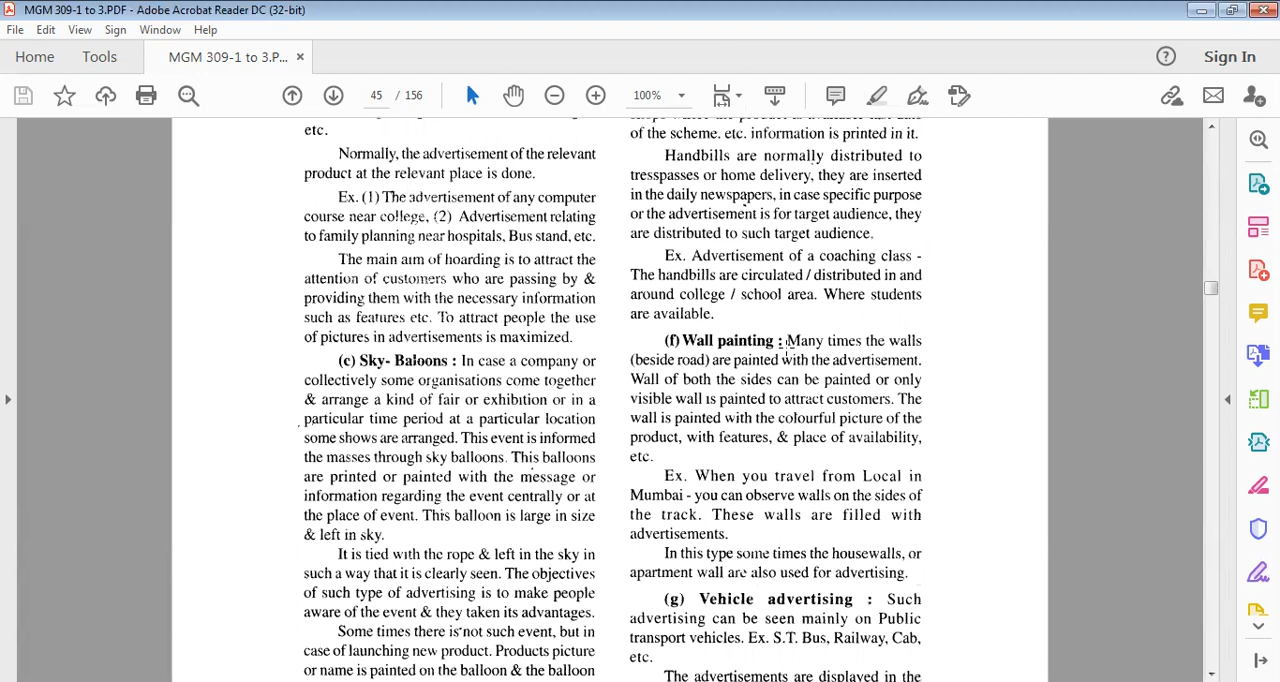 MGM 309-1 to 3.PDF - Adobe Acrobat Reader DC (32-bit)
File Edit View Sign Window Help
Home Tools MGM 309-1 to 3.P... × Sign In
45 / 156 100%
etc.
Normally, the advertisement of the relevant
product at the relevant place is done.
Ex. (1) The advertisement of any computer
course near college, (2) Advertisement relating
to family planning near hospitals, Bus stand, etc.
The main aim of hoarding is to attract the
attention of customers who are passing by &
providing them with the necessary information
such as features etc. To attract people the use
of pictures in advertisements is maximized.
(c) Sky- Baloons : In case a company or
collectively some organisations come together
& arrange a kind of fair or exhibition or in a
particular time period at a particular location
some shows are arranged. This event is informed
the masses through sky balloons. This balloons
are printed or painted with the message or
information regarding the event centrally or at
the place of event. This balloon is large in size
& left in sky.
It is tied with the rope & left in the sky in
such a way that it is clearly seen. The objectives
of such type of advertising is to make people
aware of the event & they taken its advantages.
Some times there is not such event, but in
case of launching new product. Products picture
or name is painted on the balloon & the balloon
of the scheme. etc. information is printed in it.
Handbills are normally distributed to
tresspasses or home delivery, they are inserted
in the daily newspapers, in case specific purpose
or the advertisement is for target audience, they
are distributed to such target audience.
Ex. Advertisement of a coaching class -
The handbills are circulated / distributed in and
around college / school area. Where students
are available.
(f) Wall painting : Many times the walls
(beside road) are painted with the advertisement.
Wall of both the sides can be painted or only
visible wall is painted to attract customers. The
wall is painted with the colourful picture of the
product, with features, & place of availability,
etc.
Ex. When you travel from Local in
Mumbai - you can observe walls on the sides of
the track. These walls are filled with
advertisements.
In this type some times the housewalls, or
apartment wall are also used for advertising.
(g) Vehicle advertising : Such
advertising can be seen mainly on Public
transport vehicles. Ex. S.T. Bus, Railway, Cab,
etc.
The advertisements are displayed in the